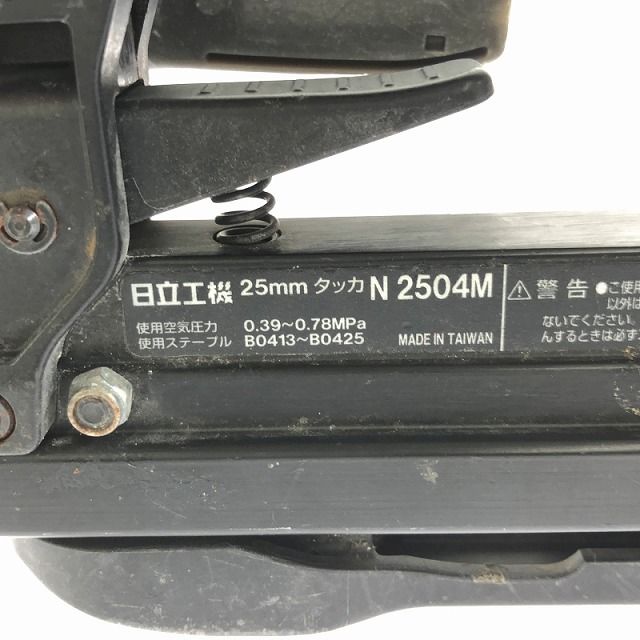 日立工機 25mm タッカ N 2504M
使用空気圧力 0.39～0.78MPa
使用ステープル B0413～B0425 MADE IN TAIWAN
⚠ 警告 ●ご使用
以外は
ないでください。
んするときは必ず